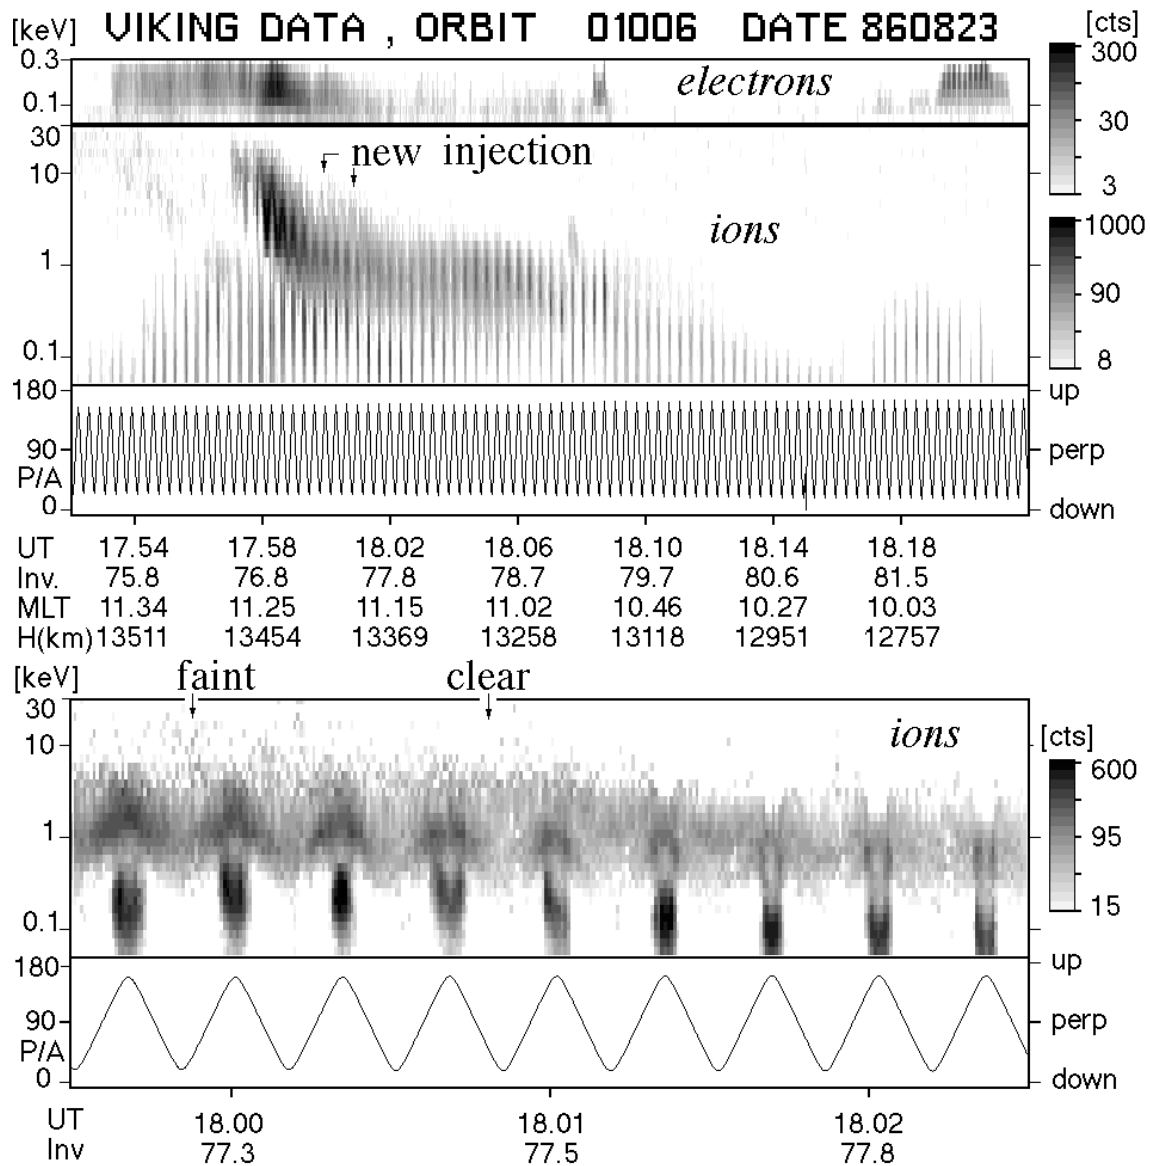 [keV] VIKING DATA , ORBIT 01006 DATE 860823 [cts]
0.3 electrons 300
0.1 30
3
30 new injection
10
ions 1000
1 90
0.1 8
180 up
90 perp
P/A
0 down
UT 17.54 17.58 18.02 18.06 18.10 18.14 18.18
Inv. 75.8 76.8 77.8 78.7 79.7 80.6 81.5
MLT 11.34 11.25 11.15 11.02 10.46 10.27 10.03
H(km) 13511 13454 13369 13258 13118 12951 12757
[keV] faint clear
30 ions [cts]
10 600
1 95
0.1 15
180 up
90 perp
P/A
0 down
UT 18.00 18.01 18.02
Inv 77.3 77.5 77.8